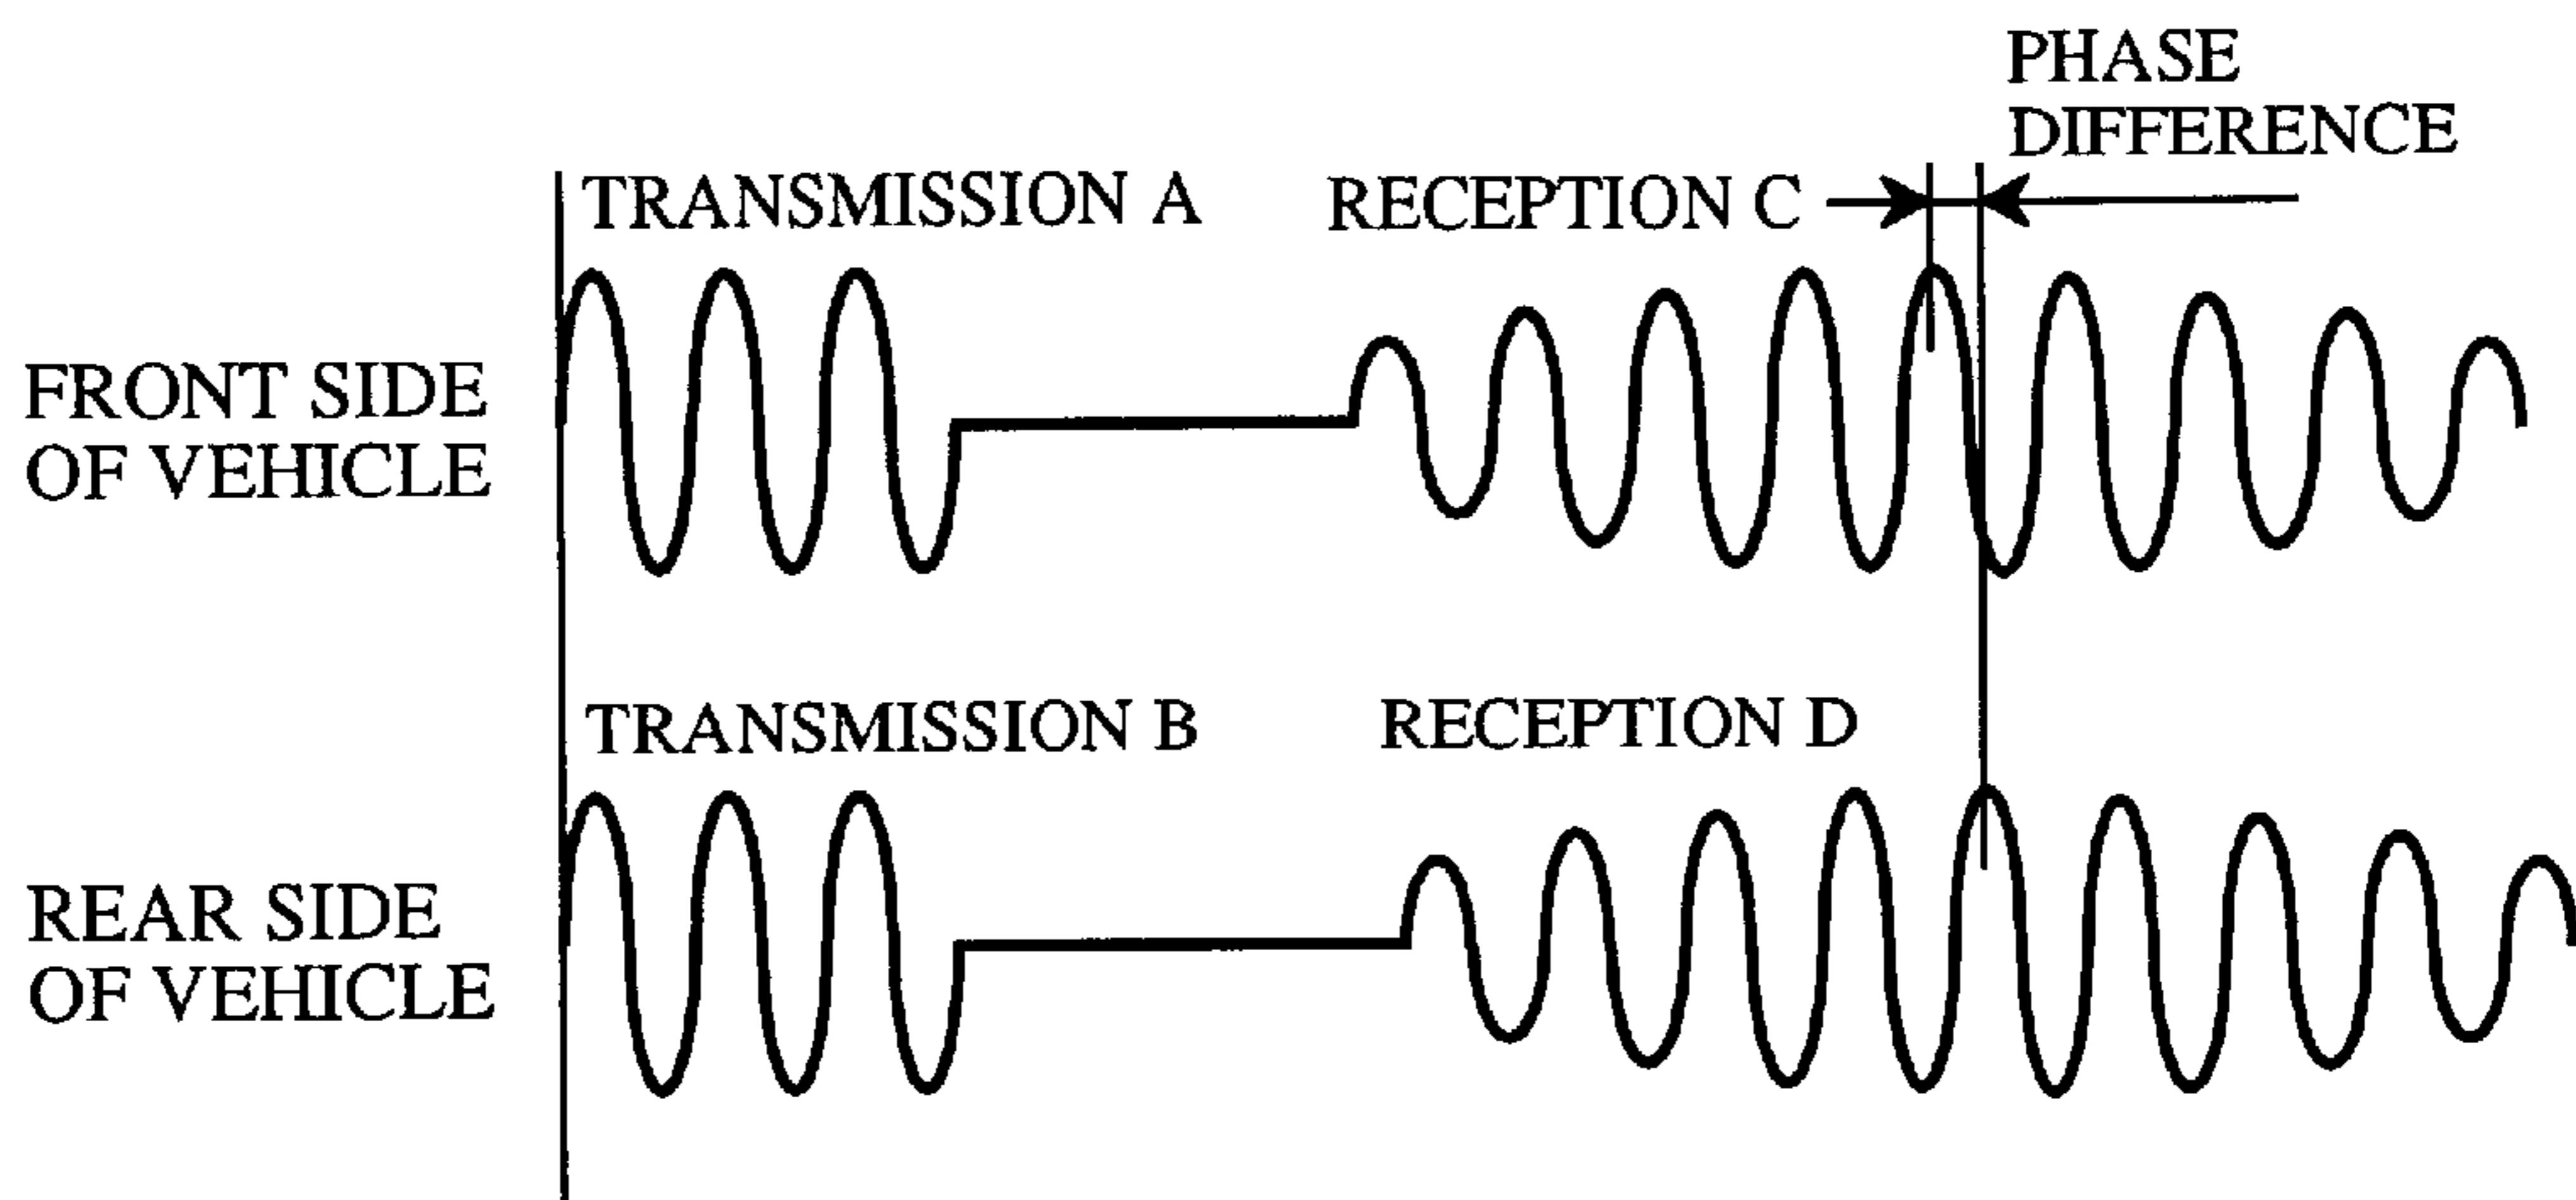 PHASE
DIFFERENCE
TRANSMISSION A
RECEPTION C
FRONT SIDE
OF VEHICLE
TRANSMISSION B
RECEPTION D
REAR SIDE
OF VEHICLE